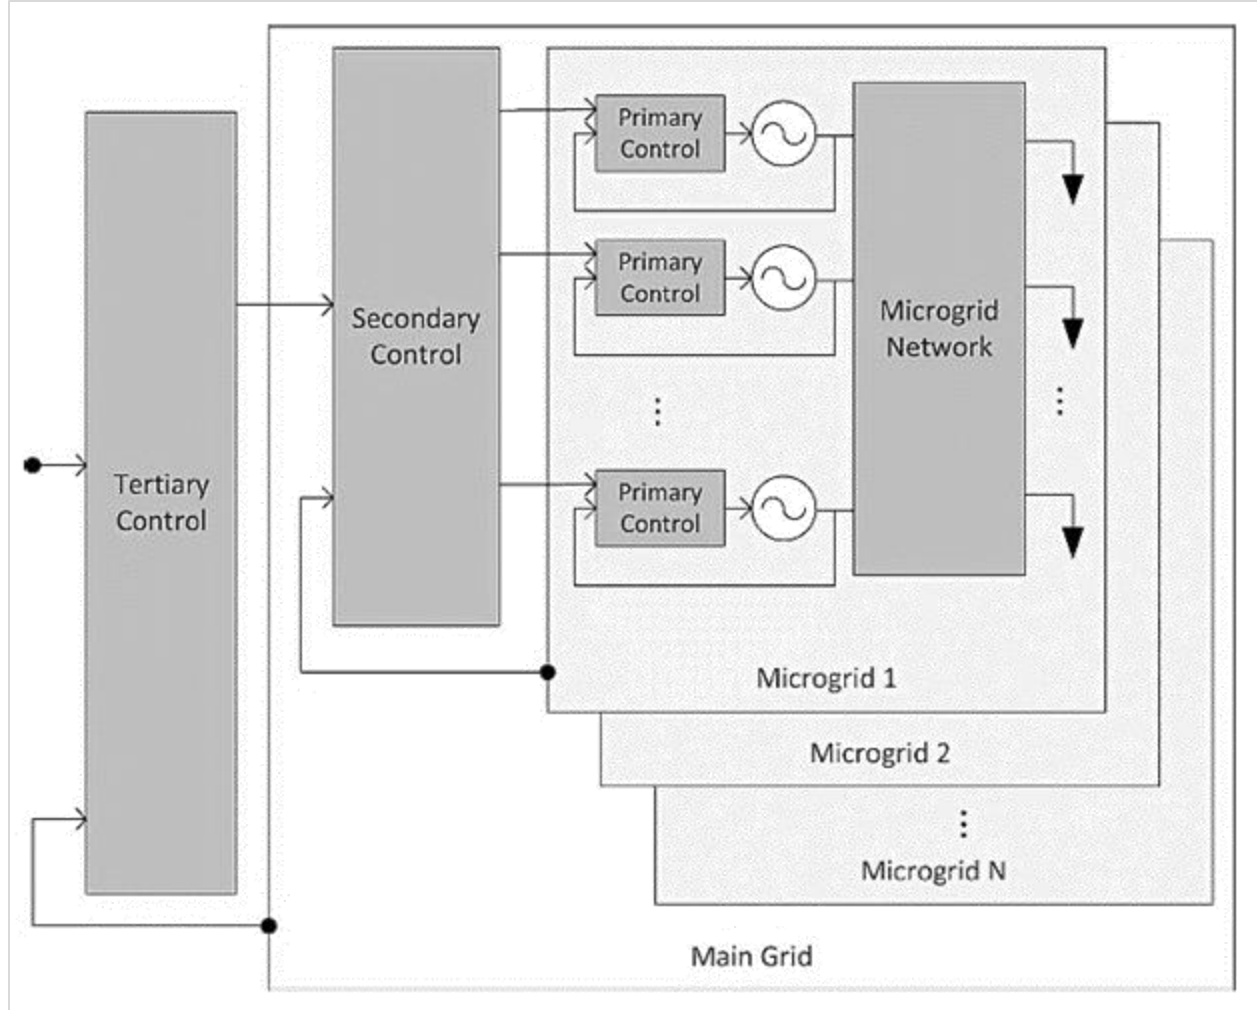 Tertiary
Control
Secondary
Control
Primary
Control
Primary
Control
Primary
Control
Microgrid
Network
Microgrid 1
Microgrid 2
Microgrid N
Main Grid